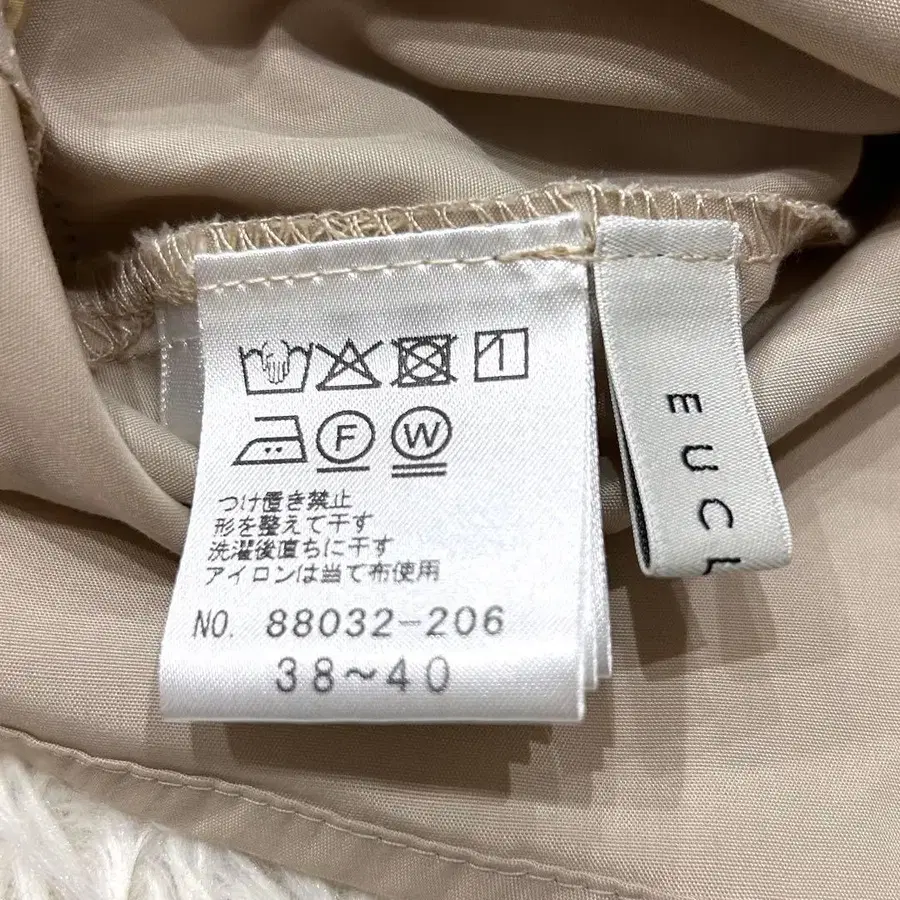 F W
つけ置き禁止
形を整えて干す
洗濯後直ちに干す
アイロンは当て布使用
NO. 88032-206
38~40
EUCL